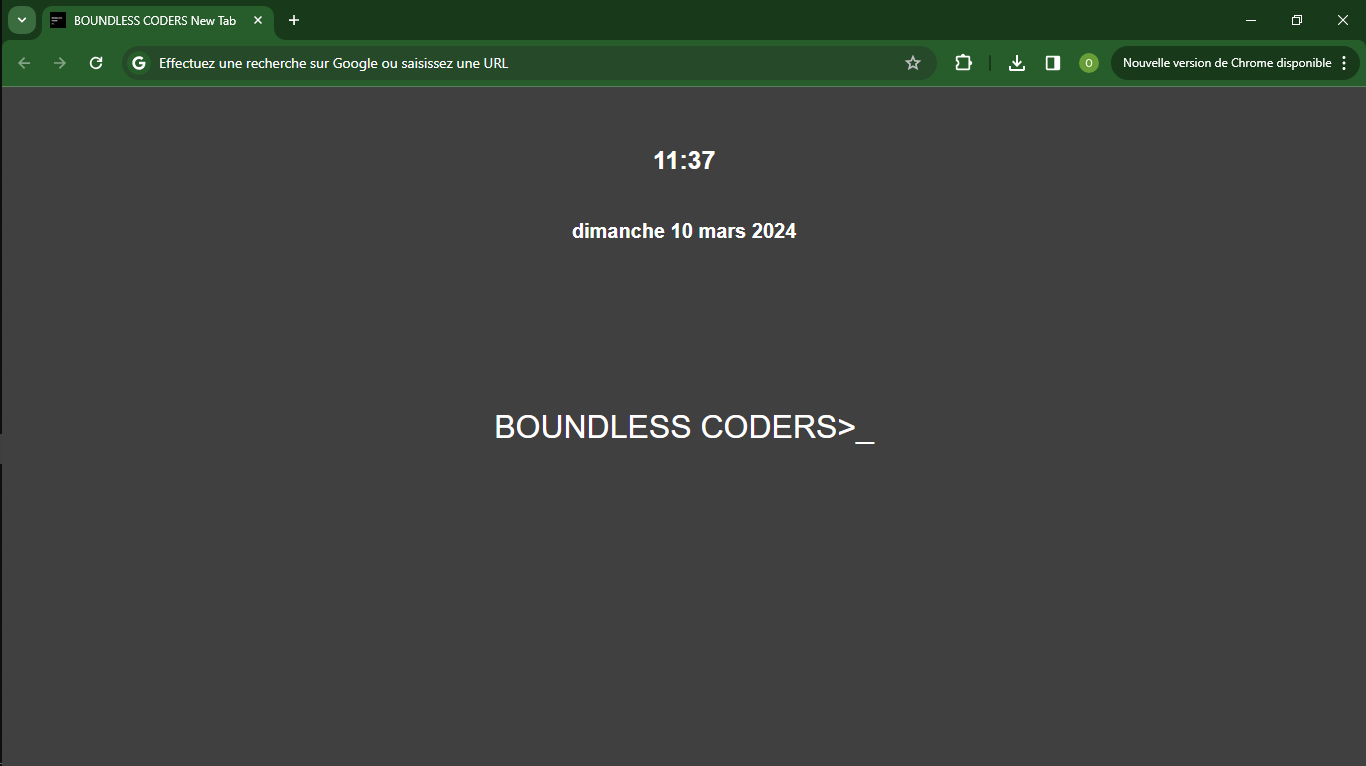 BOUNDLESS CODERS New Tab
Effectuez une recherche sur Google ou saisissez une URL
O
Nouvelle version de Chrome disponible
11:37
dimanche 10 mars 2024
BOUNDLESS CODERS>_